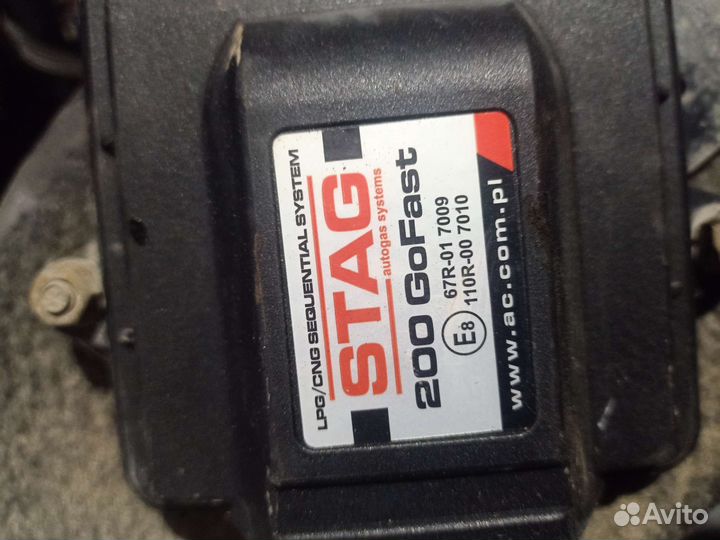 LPG/CNG SEQUENTIAL SYSTEM
STAG
autogas systems
200 GoFast
E8
67R-01 7009
110R-00 7010
www.ac.com.pl
Avito